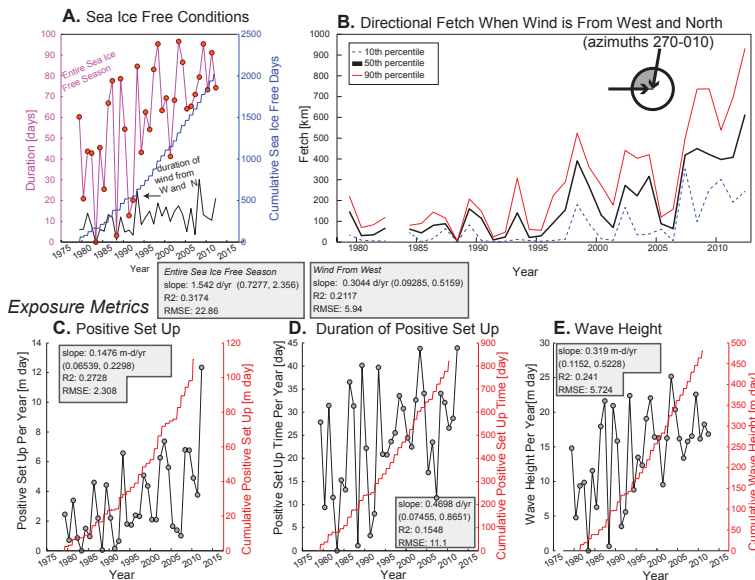 A. Sea Ice Free Conditions
Duration [days]
100
90
80
70
60
50
40
30
20
10
0
Entire Sea Ice
Free Season
duration of
wind from
W and N
2500
2000
1500
1000
500
0
Cumulative Sea Ice Free Days
1975
1980
1985
1990
1995
2000
2005
2010
2015
Year
B. Directional Fetch When Wind is From West and North
(azimuths 270-010)
10th percentile
50th percentile
90th percentile
Fetch [km]
1000
900
800
700
600
500
400
300
200
100
0
1980
1985
1990
1995
2000
2005
2010
Year
Entire Sea Ice Free Season
slope: 1.542 d/yr (0.7277, 2.356)
R2: 0.3174
RMSE: 22.86
Wind From West
slope: 0.3044 d/yr (0.09285, 0.5159)
R2: 0.2117
RMSE: 5.94
Exposure Metrics
C. Positive Set Up
Positive Set Up Per Year [m day]
14
12
10
8
6
4
2
0
slope: 0.1476 m-d/yr
(0.06539, 0.2298)
R2: 0.2728
RMSE: 2.308
120
100
80
60
40
20
0
Cumulative Positive Set Up [m day]
1975
1980
1985
1990
1995
2000
2005
2010
2015
Year
D. Duration of Positive Set Up
Positive Set Up Time Per Year [day]
45
40
35
30
25
20
15
10
5
0
slope: 0.4698 d/yr
(0.07455, 0.8651)
R2: 0.1548
RMSE: 11.1
900
800
700
600
500
400
300
200
100
0
Cumulative Positive Set Up Time [day]
1975
1980
1985
1990
1995
2000
2005
2010
2015
Year
E. Wave Height
Wave Height Per Year[m day]
30
25
20
15
10
5
0
slope: 0.319 m-d/yr
(0.1152, 0.5228)
R2: 0.241
RMSE: 5.724
500
450
400
350
300
250
200
150
100
50
0
Cumulative Wave Height[m day]
1975
1980
1985
1990
1995
2000
2005
2010
2015
Year